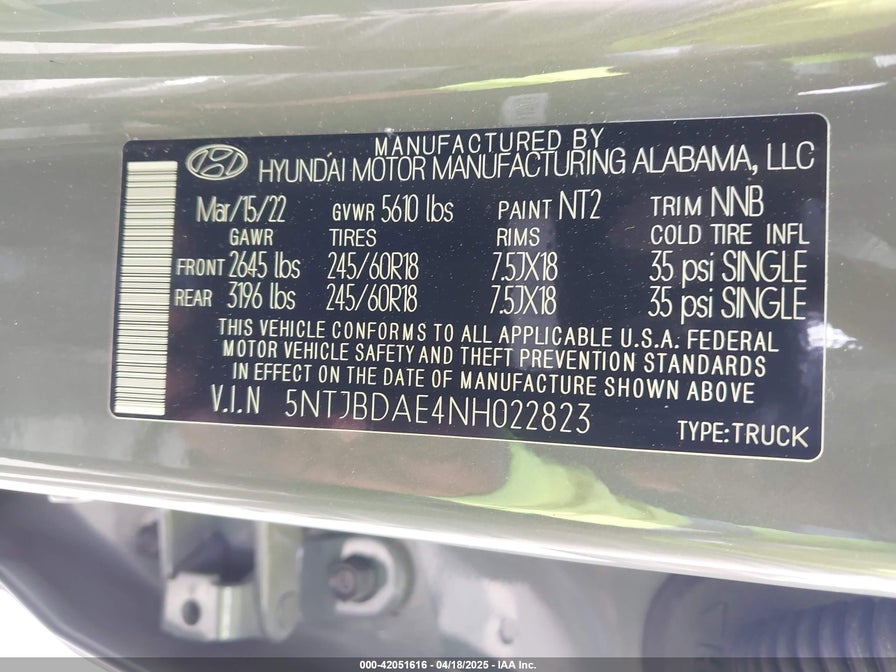 MANUFACTURED BY
HYUNDAI MOTOR MANUFACTURING ALABAMA, LLC
Mar/15/22 GVWR 5610 lbs PAINT NT2 TRIM NNB
GAWR TIRES RIMS COLD TIRE INFL
FRONT 2645 lbs 245/60R18 7.5JX18 35 psi SINGLE
REAR 3196 lbs 245/60R18 7.5JX18 35 psi SINGLE
THIS VEHICLE CONFORMS TO ALL APPLICABLE U.S.A. FEDERAL
MOTOR VEHICLE SAFETY AND THEFT PREVENTION STANDARDS
IN EFFECT ON THE DATE OF MANUFACTURE SHOWN ABOVE
V.I.N 5NTJBDAE4NH022823
TYPE:TRUCK
000-42051616 - 04/18/2025 - IAA Inc.